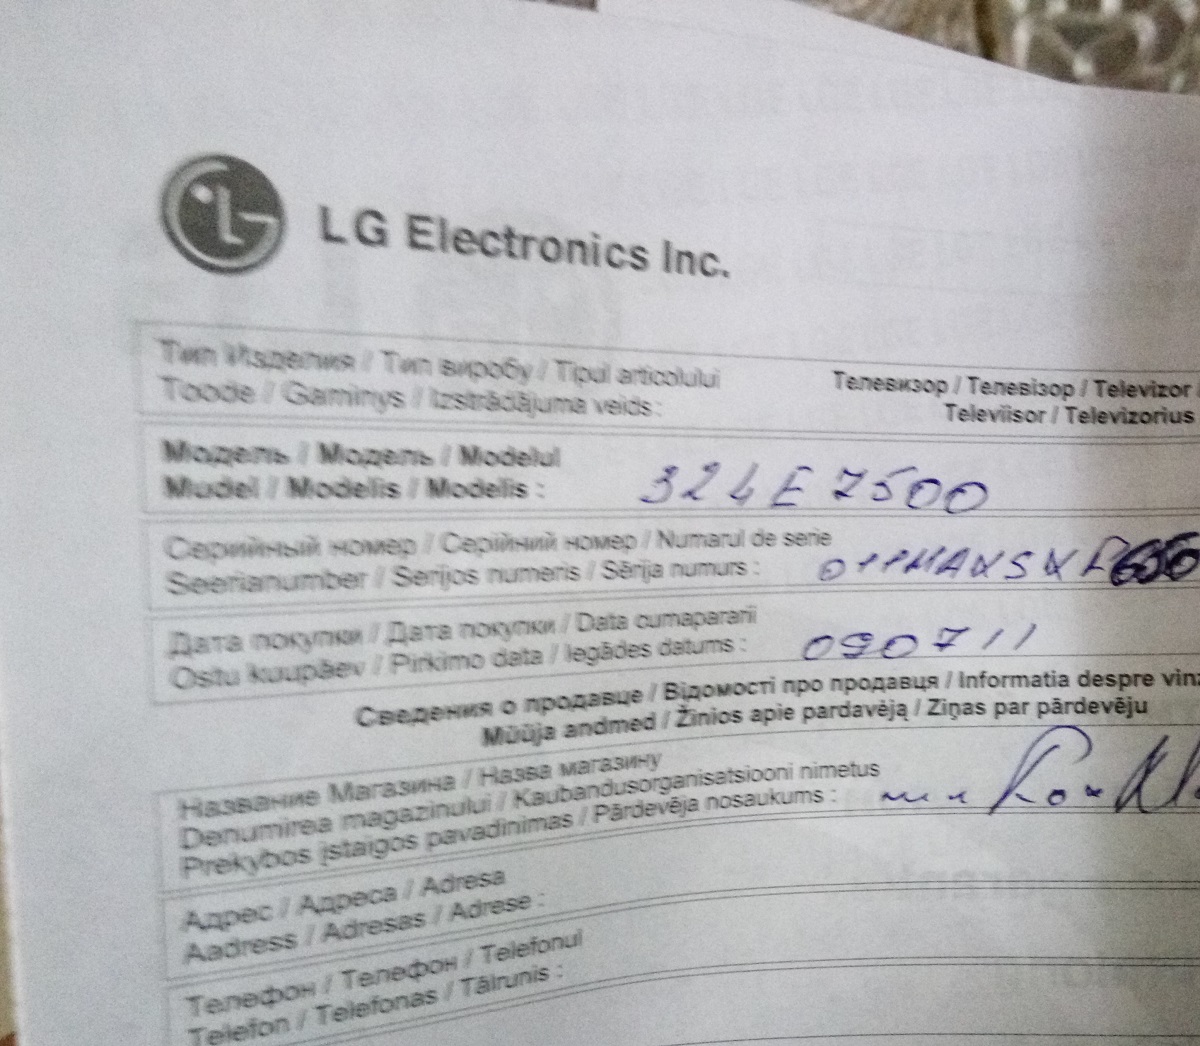 LG
LG Electronics Inc.
Тип Изделия / Тип виробу / Tipul articolului
Toode / Gaminys / Izstrādājuma veids :
Телевизор / Телевізор / Televizor /
Televiisor / Televizorius
Модель / Модель / Modelul
Mudel / Modelis / Modelis :
32LE7500
Серийный номер / Серійний номер / Numarul de serie
Seerianumber / Serijos numeris / Sērija numurs :
Дата покупки / Дата покупки / Data cumapararii
Ostu kuupäev / Pirkimo data / Iegādes datums :
090711
Сведения о продавце / Відомості про продавця / Informatia despre
Müüja andmed / Žinios apie pardavėją / Ziņas par pārdevēju
Название Магазина / Назва магазину
Denumirea magazinului / Kaubandusorganisatsiooni nimetus
Prekybos įstaigos pavadinimas / Pārdevēja nosaukums :
Адрес / Адреса / Adresa
Aadress / Adresas / Adrese :
Телефон / Телефон / Telefonul
Telefon / Telefonas / Tālrunis :